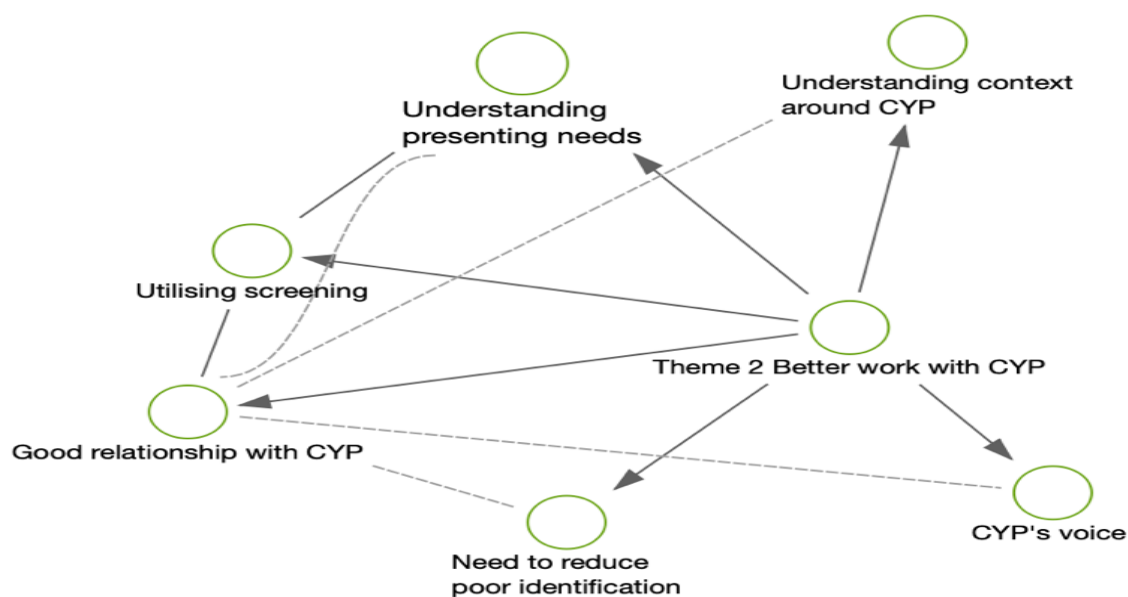 Understanding context
around CYP
Understanding
presenting needs
Utilising screening
Theme 2 Better work with CYP
Good relationship with CYP
CYP's voice
Need to reduce
poor identification